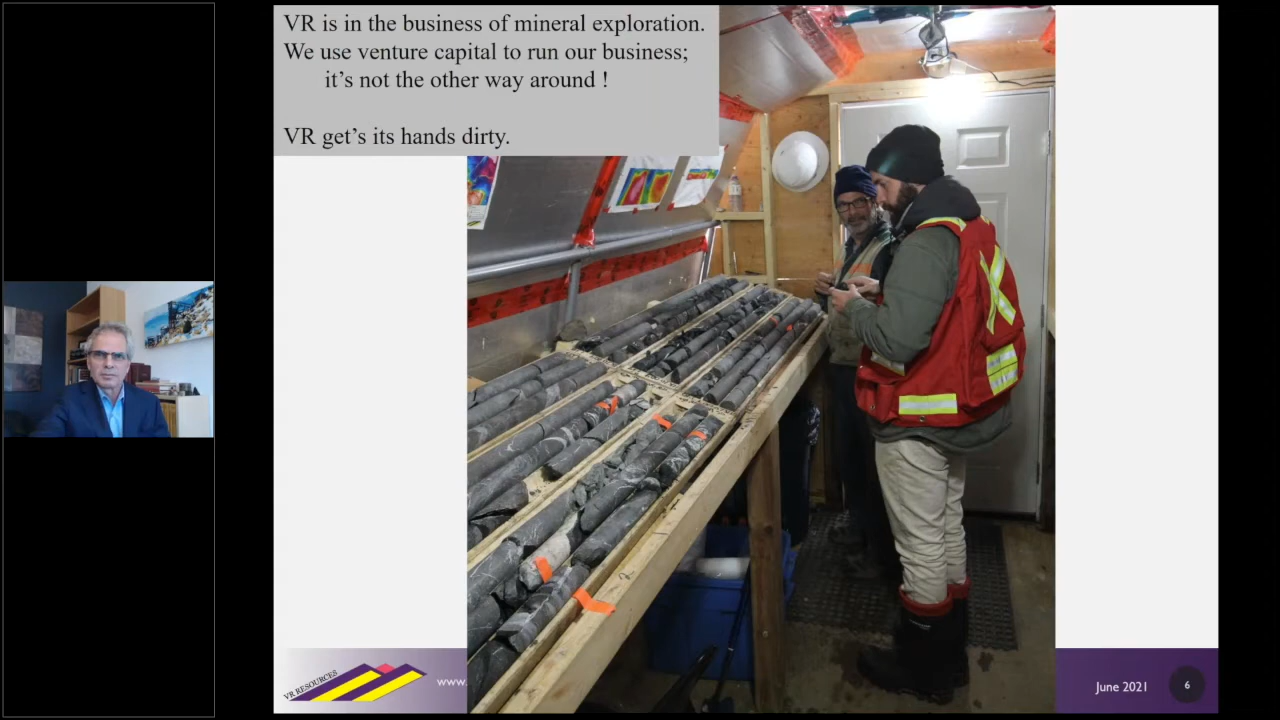 VR is in the business of mineral exploration.
We use venture capital to run our business;
it's not the other way around !
VR get's its hands dirty.
VR RESOURCES
www.
June 2021
6